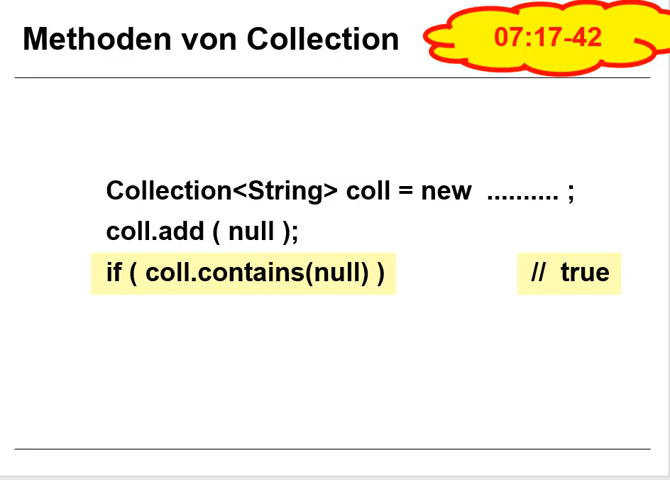 Methoden von Collection
07:17-42
Collection<String> coll = new .......... ;
coll.add ( null );
if ( coll.contains(null) ) // true